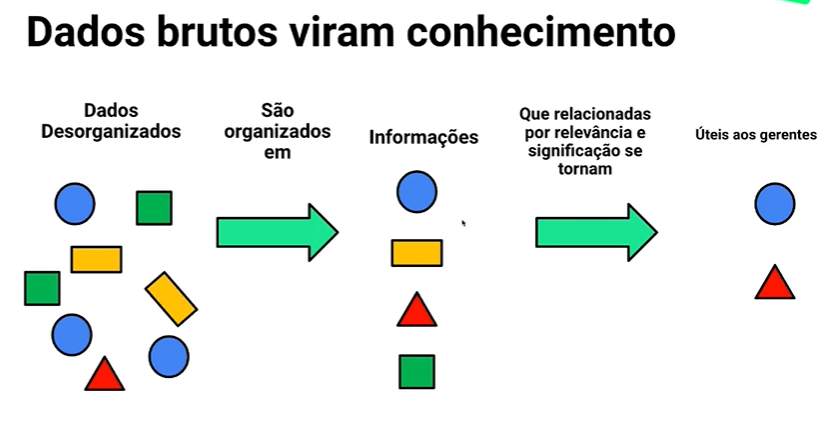 Dados brutos viram conhecimento
Dados
Desorganizados
São
organizados
em
Informações
Que relacionadas
por relevância e
significação se
tornam
Úteis aos gerentes